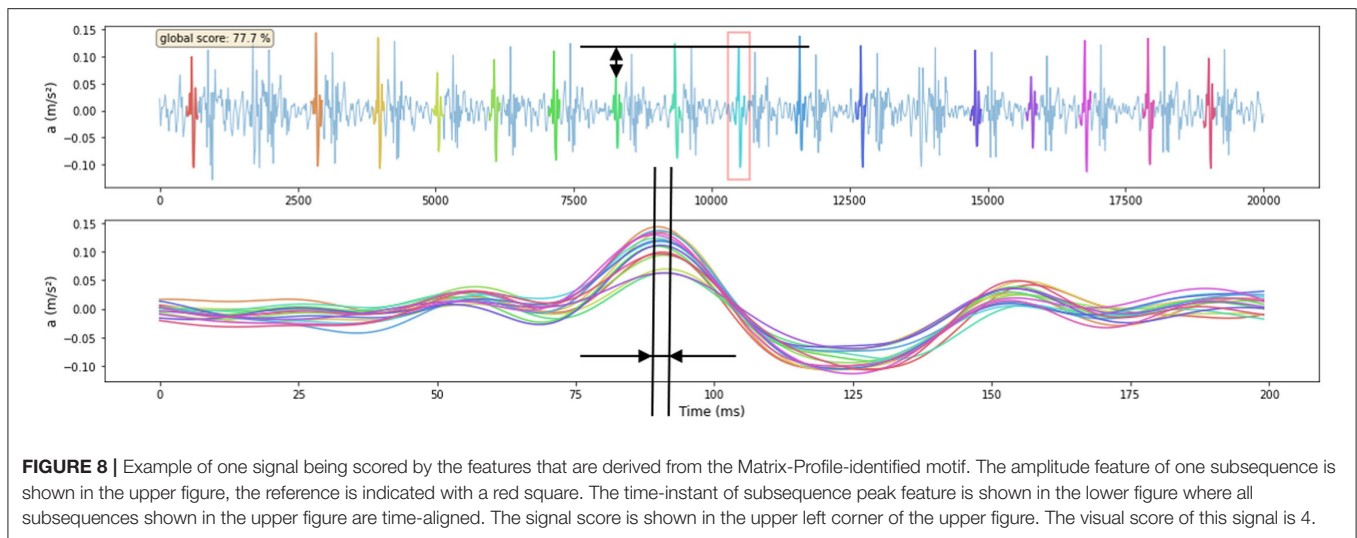 0.15
0.10
0.05
0.00
−0.05
−0.10
a (m/s²)
global score: 77.7 %
0 2500 5000 7500 10000 12500 15000 17500 20000
0.15
0.10
0.05
0.00
−0.05
−0.10
a (m/s²)
0 25 50 75 100 125 150 175 200
Time (ms)
FIGURE 8 | Example of one signal being scored by the features that are derived from the Matrix-Profile-identified motif. The amplitude feature of one subsequence is
shown in the upper figure, the reference is indicated with a red square. The time-instant of subsequence peak feature is shown in the lower figure where all
subsequences shown in the upper figure are time-aligned. The signal score is shown in the upper left corner of the upper figure. The visual score of this signal is 4.